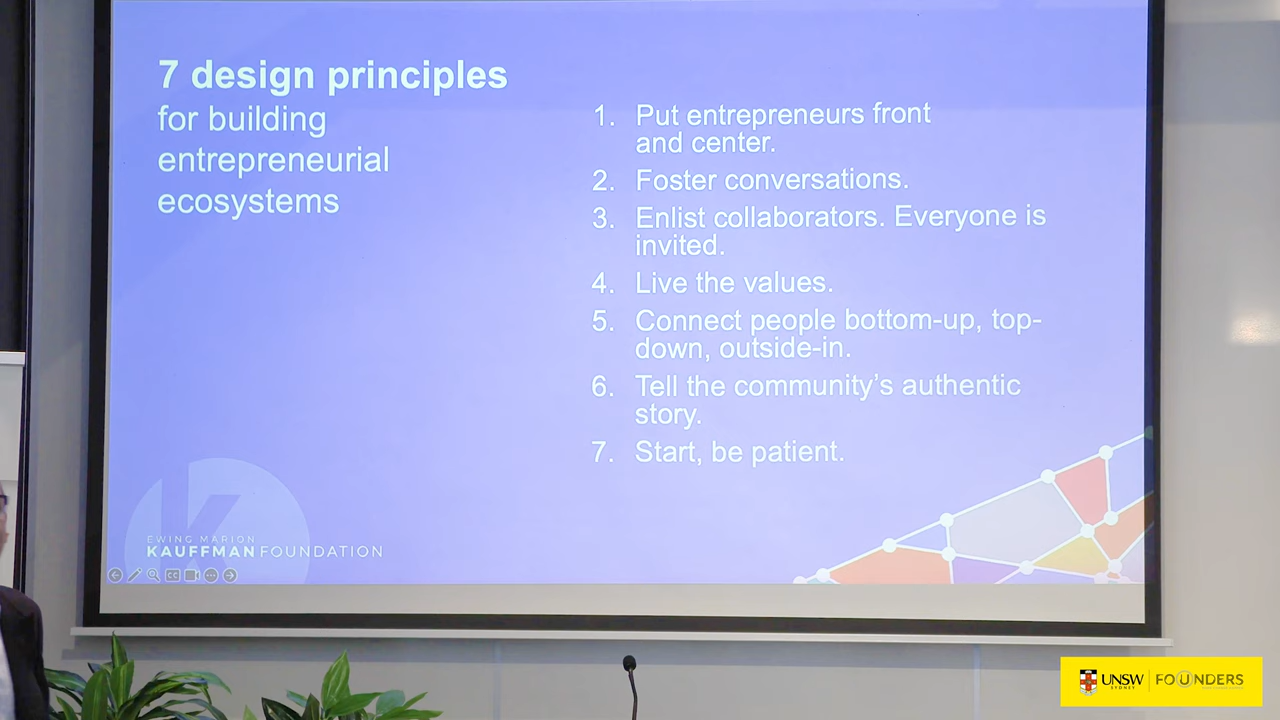 7 design principles
for building
entrepreneurial
ecosystems
1. Put entrepreneurs front
and center.
2. Foster conversations.
3. Enlist collaborators. Everyone is
invited.
4. Live the values.
5. Connect people bottom-up, top-
down, outside-in.
6. Tell the community’s authentic
story.
7. Start, be patient.
EWING MARION
KAUFFMAN FOUNDATION
CC
UNSW
SYDNEY
FOUNDERS